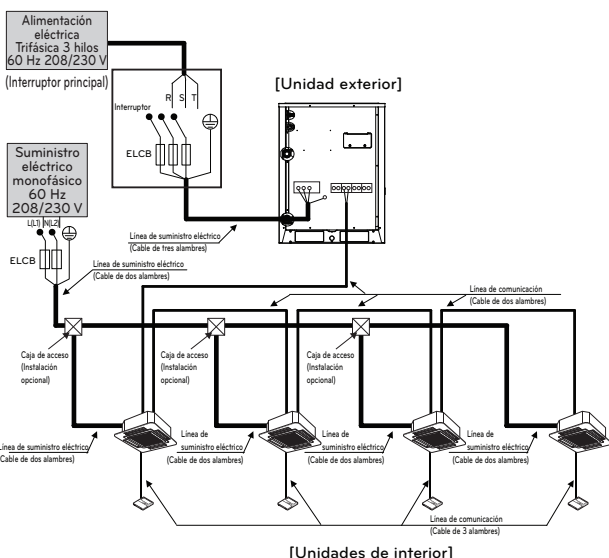 Alimentación
eléctrica
Trifásica 3 hilos
60 Hz 208/230 V
(Interruptor principal)
R S T
Interruptor
ELCB
[Unidad exterior]
Suministro
eléctrico
monofásico
60 Hz
208/230 V
L(L1) N(L2)
ELCB
Línea de suministro eléctrico
(Cable de tres alambres)
Línea de suministro eléctrico
(Cable de dos alambres)
Línea de comunicación
(Cable de dos alambres)
Caja de acceso
(Instalación
opcional)
Caja de acceso
(Instalación
opcional)
Caja de acceso
(Instalación
opcional)
Línea de suministro eléctrico
(Cable de dos alambres)
Línea de
suministro eléctrico
(Cable de dos alambres)
Línea de
suministro eléctrico
(Cable de dos alambres)
Línea de
suministro eléctrico
(Cable de dos alambres)
Línea de comunicación
(Cable de 3 alambres)
[Unidades de interior]